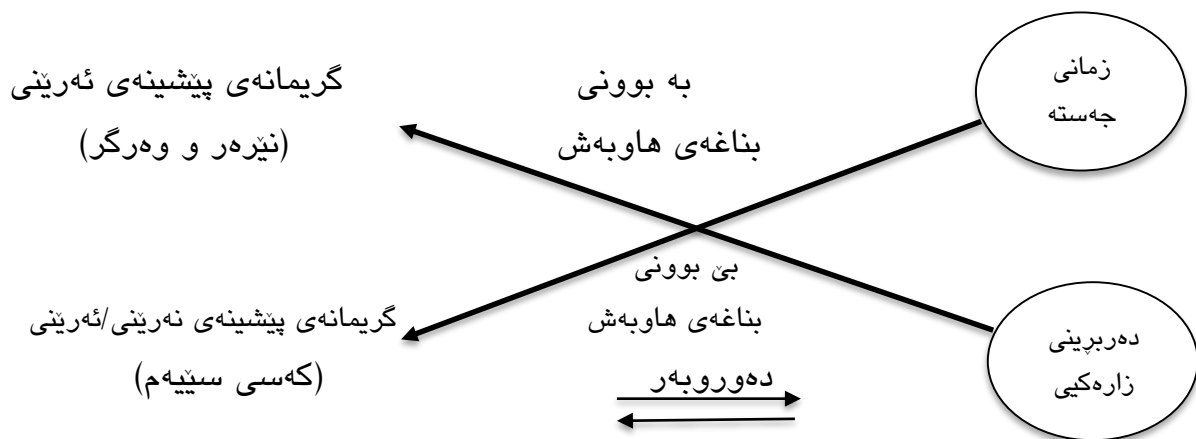 زمانی
جەستە
بە بوونی
بناغەی هاوبەش
گریمانەی پێشینەی ئەرێنی
(نێرەر و وەرگر)
دەربڕینی
زارەکیی
بێ بوونی
بناغەی هاوبەش
دەوروبەر
گریمانەی پێشینەی نەرێنی/ئەرێنی
(کەسی سێیەم)